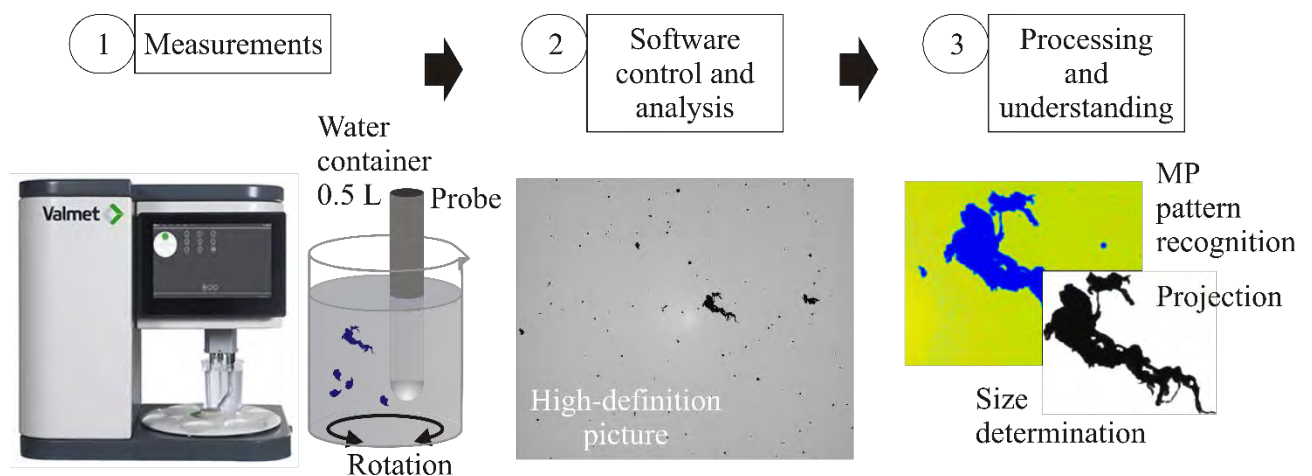 1
Measurements
2
Software
control and
analysis
3
Processing
and
understanding
Valmet
Water
container
0.5 L
Probe
Rotation
High-definition
picture
MP
pattern
recognition
Projection
Size
determination